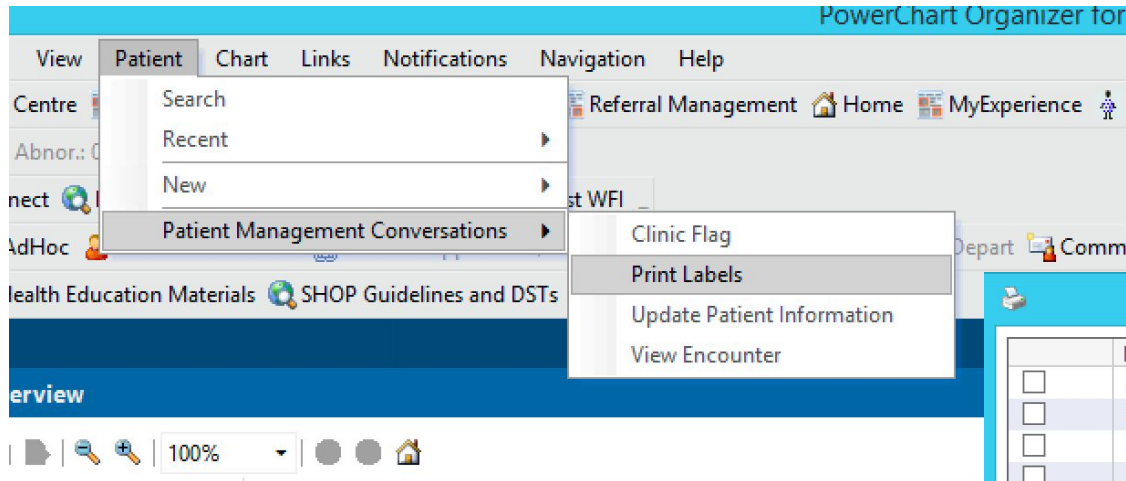 PowerChart Organizer for
View Patient Chart Links Notifications Navigation Help
Centre Search Referral Management Home MyExperience
Abnor.: Recent
nect New st WFI
AdHoc Patient Management Conversations Depart Comm
Clinic Flag
Print Labels
ealth Education Materials SHOP Guidelines and DSTs
Update Patient Information
View Encounter
erview
100%